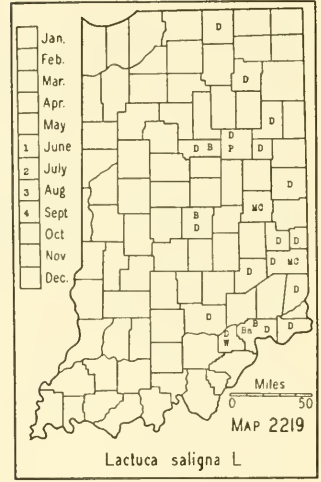 Jan.
Feb.
Mar.
Apr.
May
1 June
2 July
3 Aug
4 Sept
Oct
Nov
Dec.
D
D
D
D
D B P D
D
MC
B
D
D D
D MC
D
D
D
D Bn B D D
W
Miles
0 50
MAP 2219
Lactuca saligna L